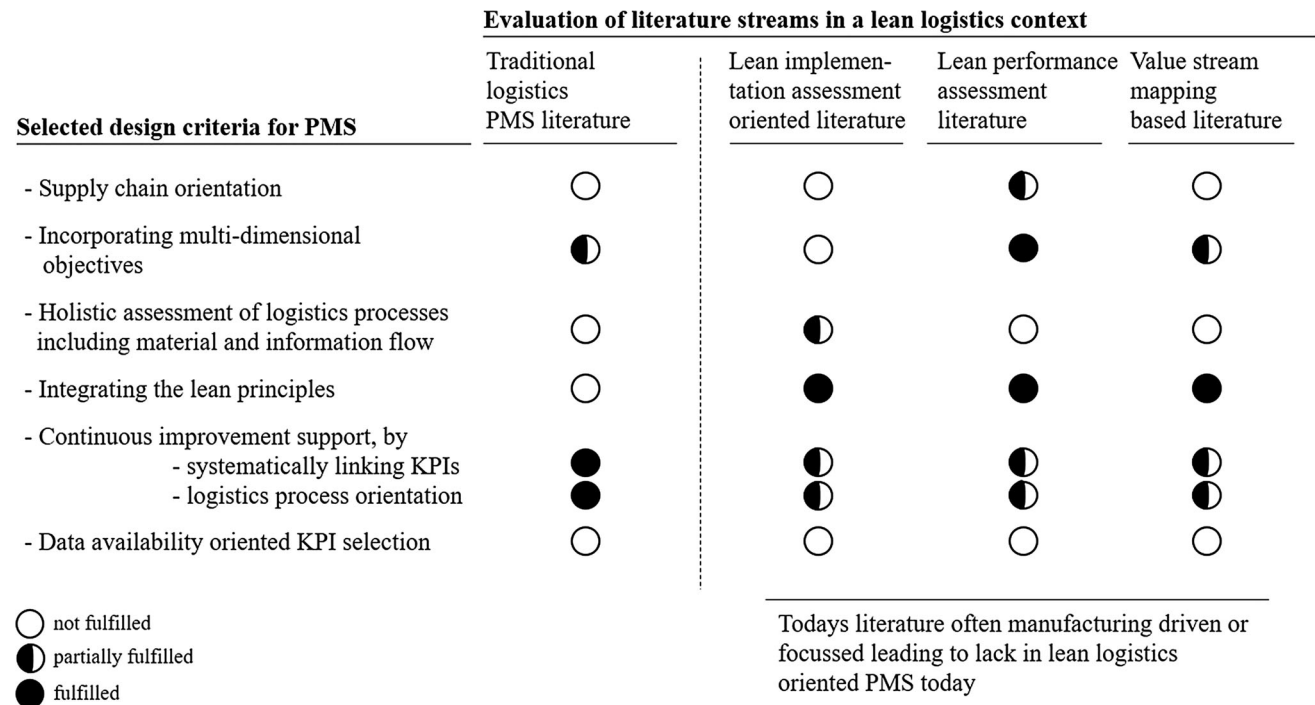 Evaluation of literature streams in a lean logistics context
Selected design criteria for PMS
Traditional
logistics
PMS literature
Lean implemen-
tation assessment
oriented literature
Lean performance
assessment
literature
Value stream
mapping
based literature
- Supply chain orientation
- Incorporating multi-dimensional
objectives
- Holistic assessment of logistics processes
including material and information flow
- Integrating the lean principles
- Continuous improvement support, by
- systematically linking KPIs
- logistics process orientation
- Data availability oriented KPI selection
not fulfilled
partially fulfilled
fulfilled
Todays literature often manufacturing driven or
focussed leading to lack in lean logistics
oriented PMS today